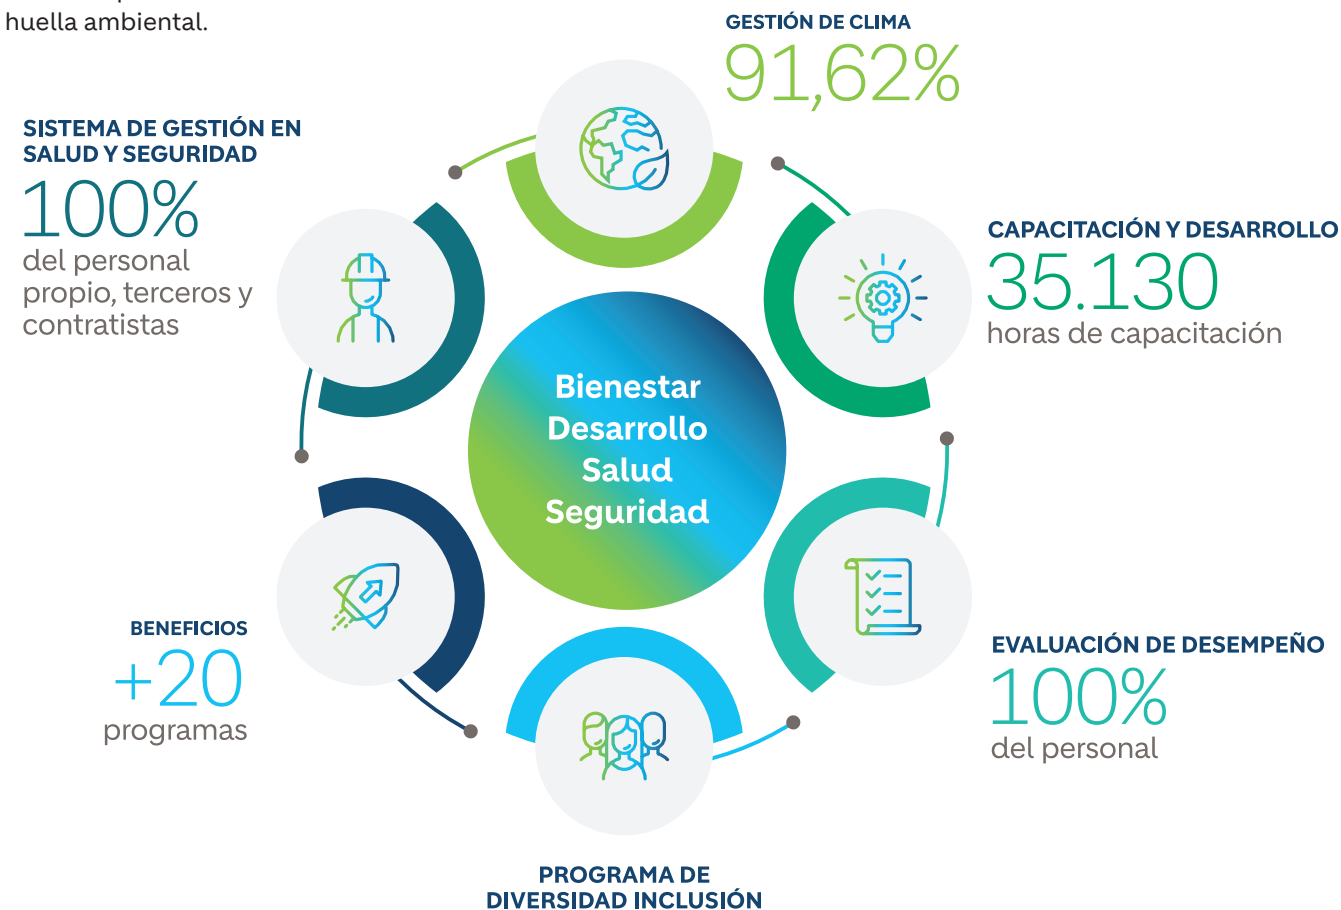 huella ambiental.
GESTIÓN DE CLIMA
91,62%
SISTEMA DE GESTIÓN EN
SALUD Y SEGURIDAD
100%
del personal
propio, terceros y
contratistas
CAPACITACIÓN Y DESARROLLO
35.130
horas de capacitación
Bienestar
Desarrollo
Salud
Seguridad
BENEFICIOS
+20
programas
EVALUACIÓN DE DESEMPEÑO
100%
del personal
PROGRAMA DE
DIVERSIDAD INCLUSIÓN